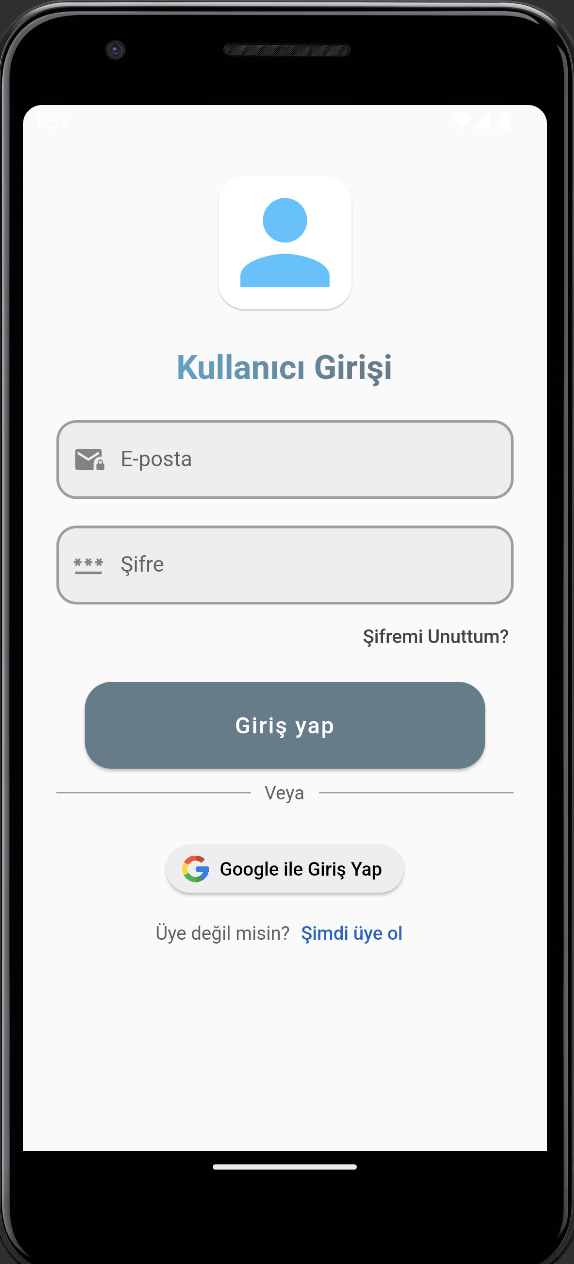 1:59
Kullanıcı Girişi
E-posta
*** Şifre
Şifremi Unuttum?
Giriş yap
Veya
G Google ile Giriş Yap
Üye değil misin? Şimdi üye ol